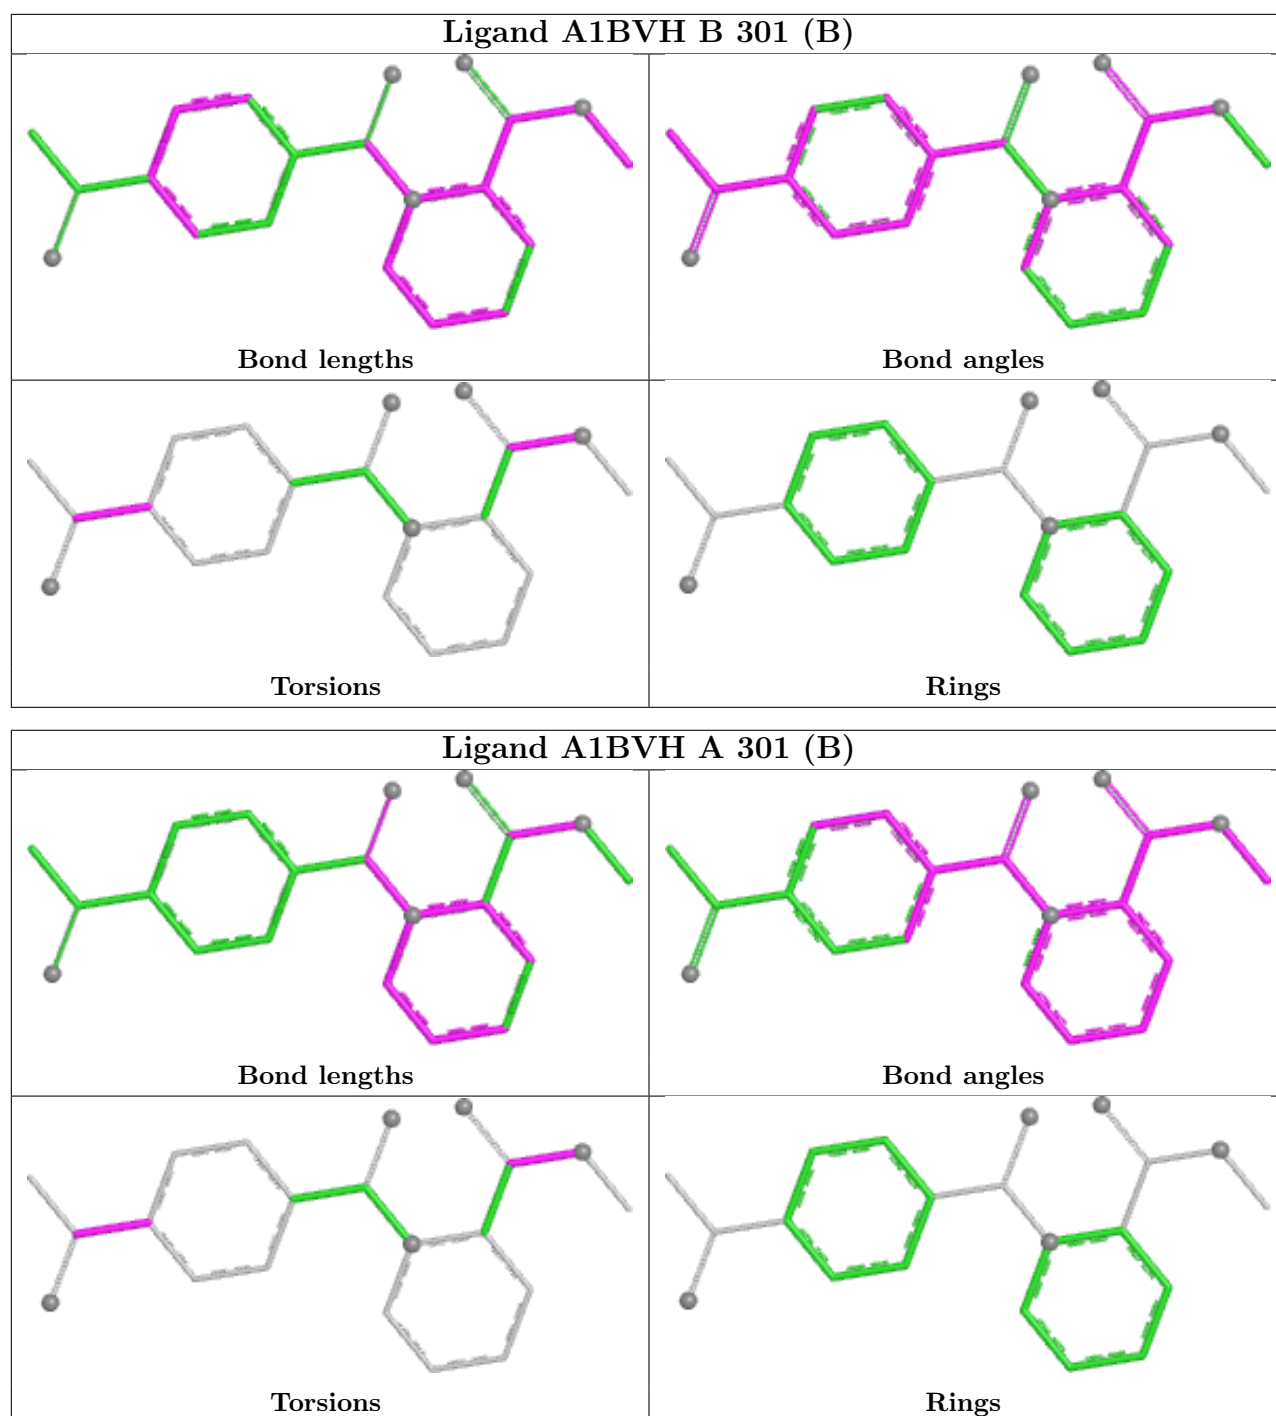 Ligand A1BVH B 301 (B)
Bond lengths
Bond angles
Torsions
Rings
Ligand A1BVH A 301 (B)
Bond lengths
Bond angles
Torsions
Rings